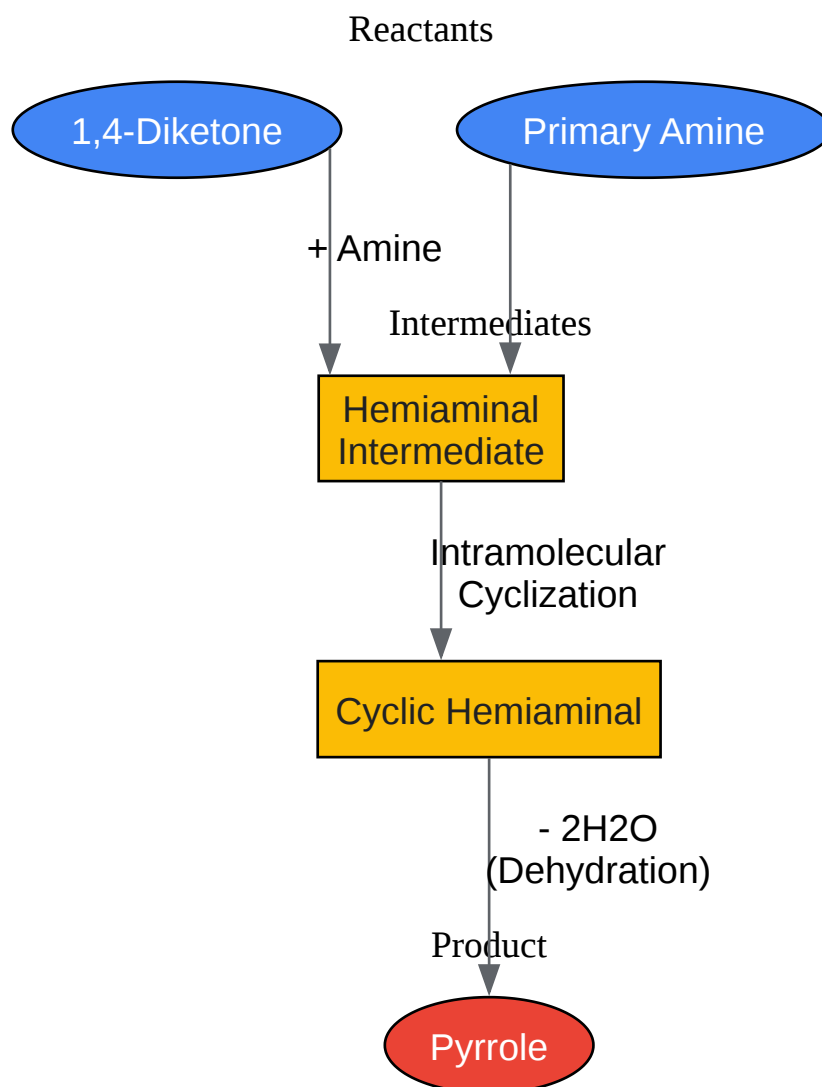 Reactants
1,4-Diketone
Primary Amine
+ Amine
Intermediates
Hemiaminal
Intermediate
Intramolecular
Cyclization
Cyclic Hemiaminal
- 2H2O
(Dehydration)
Product
Pyrrole